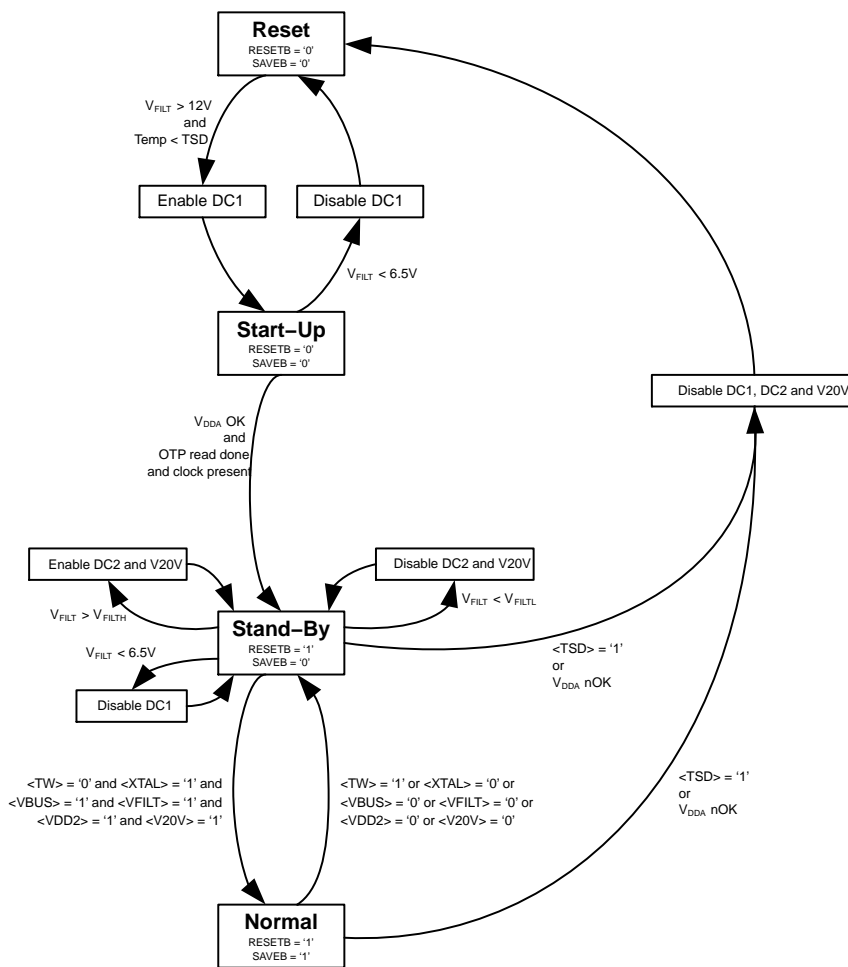 Reset
RESETB = ‘0’
SAVEB = ‘0’
V_FILT > 12V
and
Temp < TSD
Enable DC1
Disable DC1
V_FILT < 6.5V
Start–Up
RESETB = ‘0’
SAVEB = ‘0’
Disable DC1, DC2 and V20V
V_DDA OK
and
OTP read done
and clock present
Enable DC2 and V20V
Disable DC2 and V20V
V_FILT > V_FILTH
V_FILT < V_FILTL
Stand–By
RESETB = ‘1’
SAVEB = ‘0’
V_FILT < 6.5V
Disable DC1
<TSD> = ‘1’
or
V_DDA nOK
<TW> = ‘0’ and <XTAL> = ‘1’ and
<VBUS> = ‘1’ and <VFILT> = ‘1’ and
<VDD2> = ‘1’ and <V20V> = ‘1’
<TW> = ‘1’ or <XTAL> = ‘0’ or
<VBUS> = ‘0’ or <VFILT> = ‘0’ or
<VDD2> = ‘0’ or <V20V> = ‘0’
<TSD> = ‘1’
or
V_DDA nOK
Normal
RESETB = ‘1’
SAVEB = ‘1’